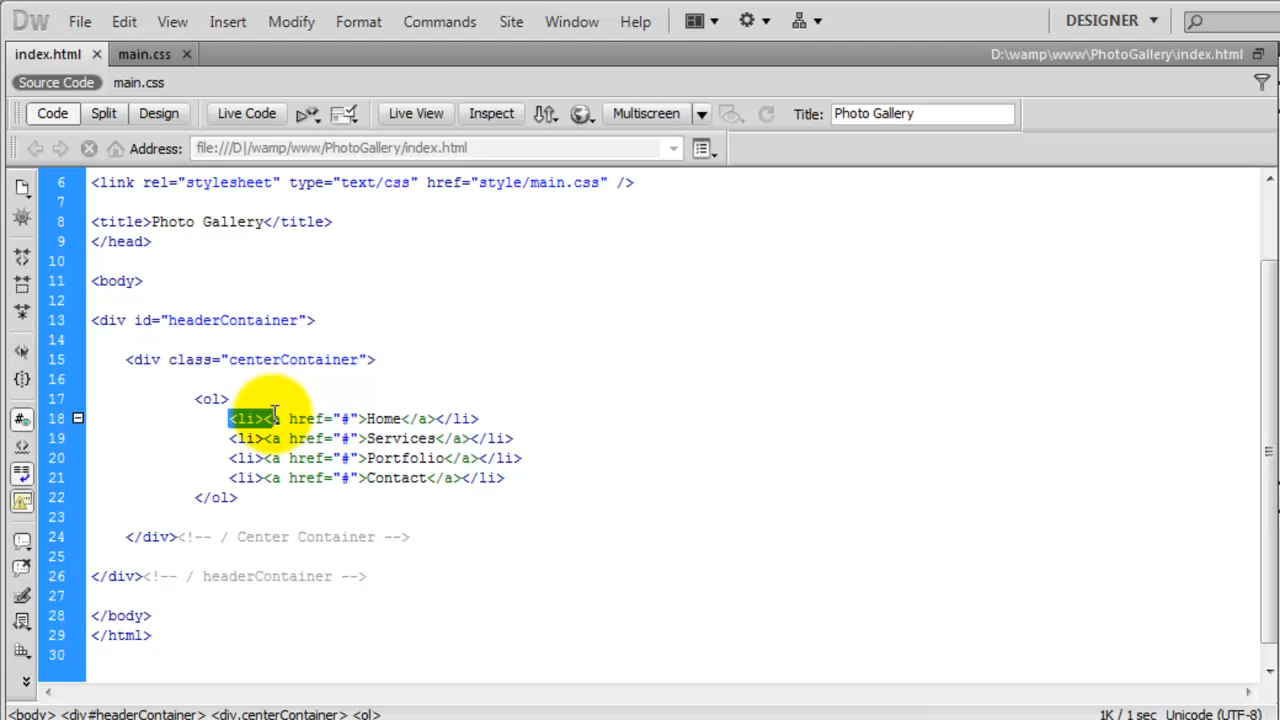 Dw File Edit View Insert Modify Format Commands Site Window Help DESIGNER
index.html main.css D:\wamp\www\PhotoGallery\index.html
Source Code main.css
Code Split Design Live Code Live View Inspect Multiscreen Title: Photo Gallery
Address: file:///D|/wamp/www/PhotoGallery/index.html
6 <link rel="stylesheet" type="text/css" href="style/main.css" />
7
8 <title>Photo Gallery</title>
9 </head>
10
11 <body>
12
13 <div id="headerContainer">
14
15 <div class="centerContainer">
16
17 <ol>
18 <li><a href="#">Home</a></li>
19 <li><a href="#">Services</a></li>
20 <li><a href="#">Portfolio</a></li>
21 <li><a href="#">Contact</a></li>
22 </ol>
23
24 </div><!-- / Center Container -->
25
26 </div><!-- / headerContainer -->
27
28 </body>
29 </html>
30
<body> <div#headerContainer> <div.centerContainer> <ol> 1K / 1 sec Unicode (UTF-8)